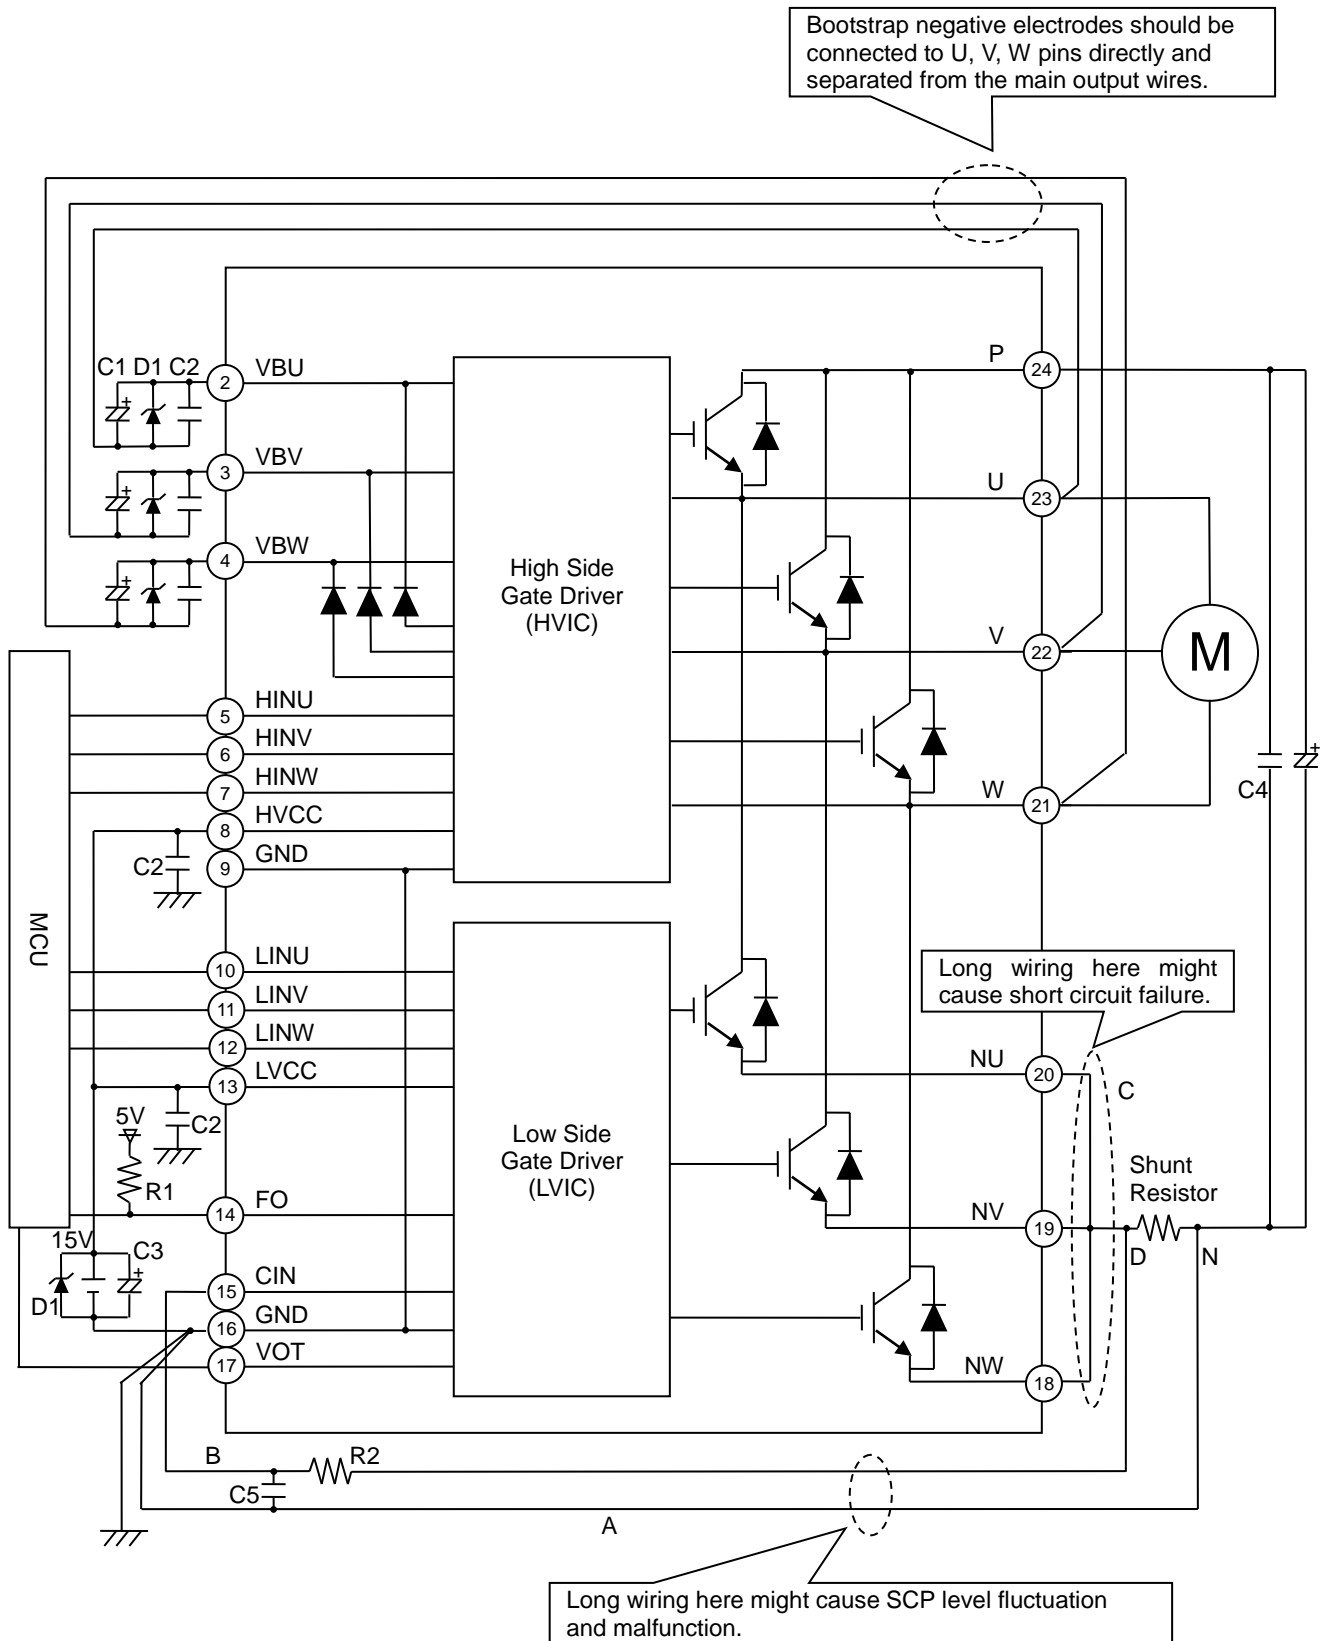 Bootstrap negative electrodes should be
connected to U, V, W pins directly and
separated from the main output wires.
C1 D1 C2
2
VBU
P
24
3
VBV
U
23
4
VBW
High Side
Gate Driver
(HVIC)
V
22
M
5
HINU
6
HINV
7
HINW
W
21
C4
8
HVCC
C2
9
GND
MCU
10
LINU
Long wiring here might
cause short circuit failure.
11
LINV
12
LINW
13
LVCC
NU
20
C
5V
C2
Low Side
Gate Driver
(LVIC)
Shunt
Resistor
R1
14
FO
NV
19
D
N
15V
C3
D1
15
CIN
16
GND
17
VOT
NW
18
B
R2
C5
A
Long wiring here might cause SCP level fluctuation
and malfunction.
+
+
+
+
+